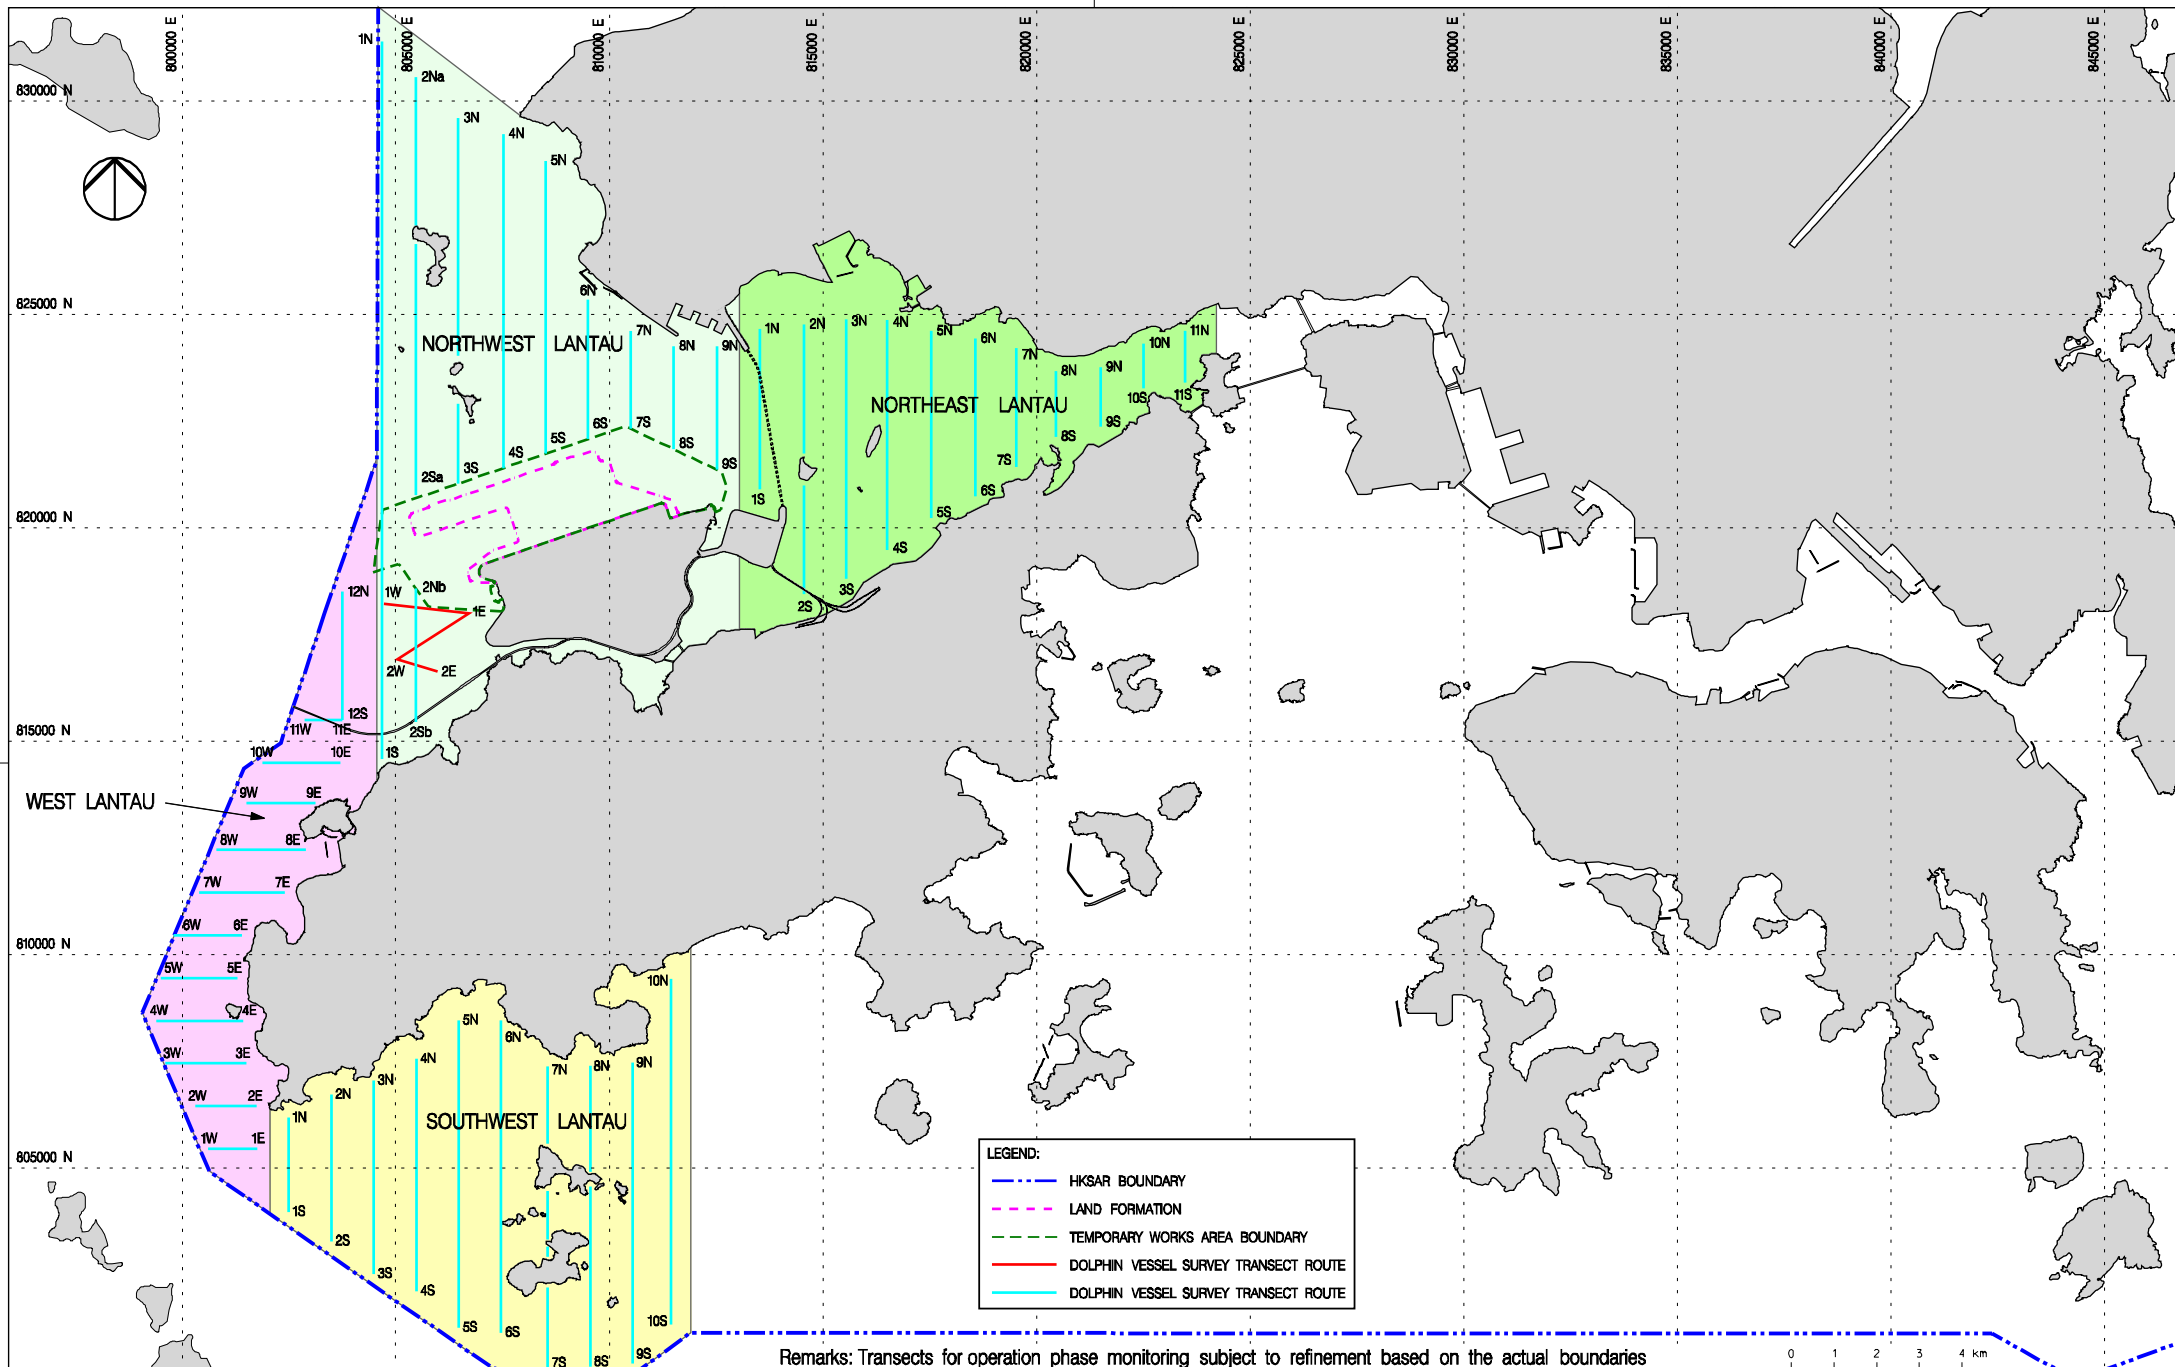 800000 E
805000 E
810000 E
815000 E
820000 E
825000 E
830000 E
835000 E
840000 E
845000 E
830000 N
825000 N
820000 N
815000 N
810000 N
805000 N
1N
2Na
3N
4N
5N
6N
7N
8N
9N
NORTHWEST LANTAU
2Sa
3S
4S
5S
6S
7S
8S
9S
1W
2Nb
1E
2W
2E
2Sb
1S
1N
2N
3N
4N
5N
6N
7N
8N
9N
10N
11N
NORTHEAST LANTAU
1S
2S
3S
4S
5S
6S
7S
8S
9S
10S
11S
12N
12S
11W
11E
10W
10E
WEST LANTAU
9W
9E
8W
8E
7W
7E
6W
6E
5W
5E
4W
4E
3W
3E
2W
2E
1W
1E
1N
2N
3N
4N
5N
6N
7N
8N
9N
10N
SOUTHWEST LANTAU
1S
2S
3S
4S
5S
6S
7S
8S
9S
10S
LEGEND:
HKSAR BOUNDARY
LAND FORMATION
TEMPORARY WORKS AREA BOUNDARY
DOLPHIN VESSEL SURVEY TRANSECT ROUTE
DOLPHIN VESSEL SURVEY TRANSECT ROUTE
Remarks: Transects for operation phase monitoring subject to refinement based on the actual boundaries
0 1 2 3 4 km